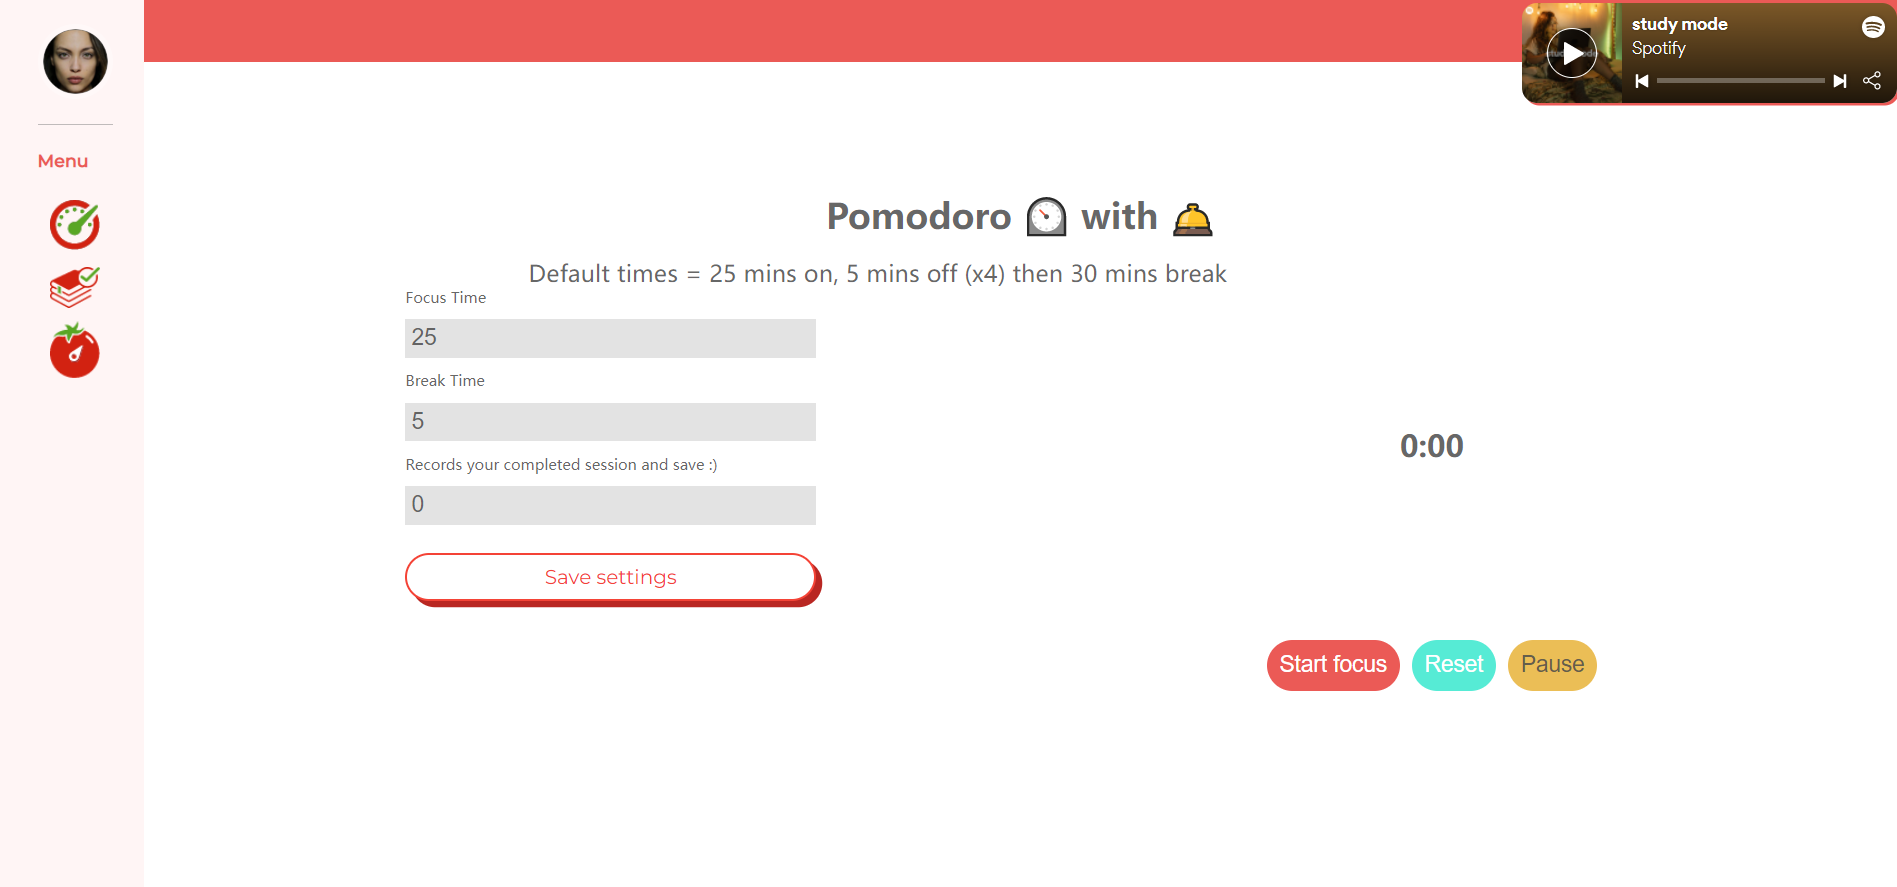 study mode
Spotify
Menu
Pomodoro with
Default times = 25 mins on, 5 mins off (x4) then 30 mins break
Focus Time
25
Break Time
5
0:00
Records your completed session and save :)
0
Save settings
Start focus
Reset
Pause